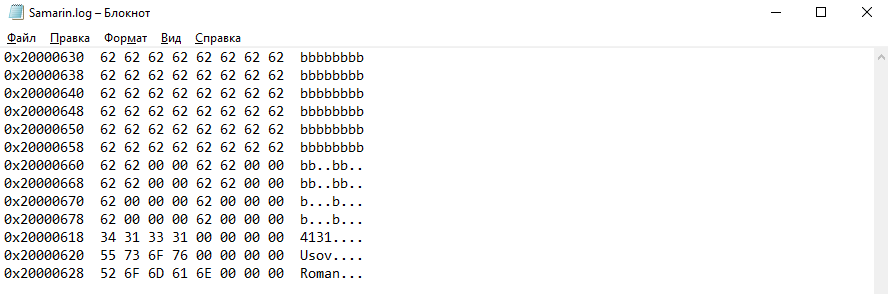 Samarin.log – Блокнот
Файл Правка Формат Вид Справка
0x20000630 62 62 62 62 62 62 62 62 bbbbbbbb
0x20000638 62 62 62 62 62 62 62 62 bbbbbbbb
0x20000640 62 62 62 62 62 62 62 62 bbbbbbbb
0x20000648 62 62 62 62 62 62 62 62 bbbbbbbb
0x20000650 62 62 62 62 62 62 62 62 bbbbbbbb
0x20000658 62 62 62 62 62 62 62 62 bbbbbbbb
0x20000660 62 62 00 00 62 62 00 00 bb..bb..
0x20000668 62 62 00 00 62 62 00 00 bb..bb..
0x20000670 62 00 00 00 62 00 00 00 b...b...
0x20000678 62 00 00 00 62 00 00 00 b...b...
0x20000618 34 31 33 31 00 00 00 00 4131....
0x20000620 55 73 6F 76 00 00 00 00 Usov....
0x20000628 52 6F 6D 61 6E 00 00 00 Roman...